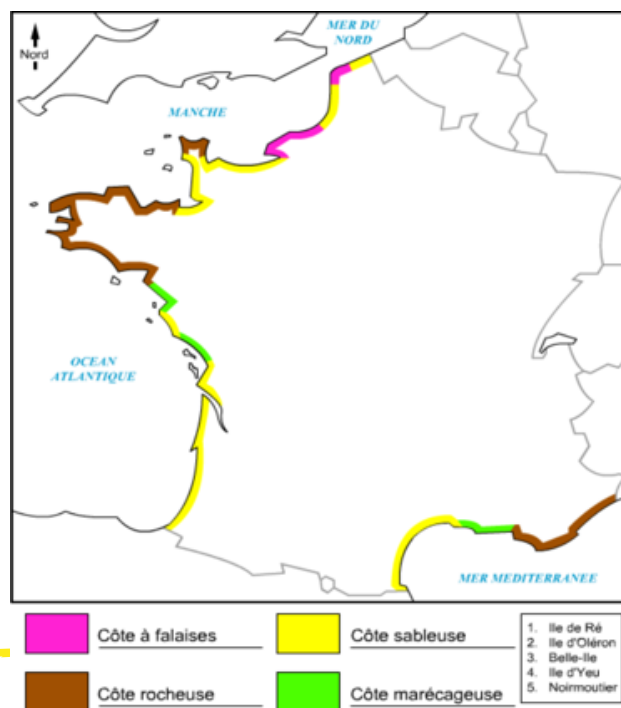 MER DU
NORD
Nord
MANCHE
OCEAN
ATLANTIQUE
MER MEDITERRANEE
Côte à falaises
Côte sableuse
Côte rocheuse
Côte marécageuse
1. Ile de Ré
2. Ile d'Oléron
3. Belle-Ile
4. Ile d'Yeu
5. Noirmoutier